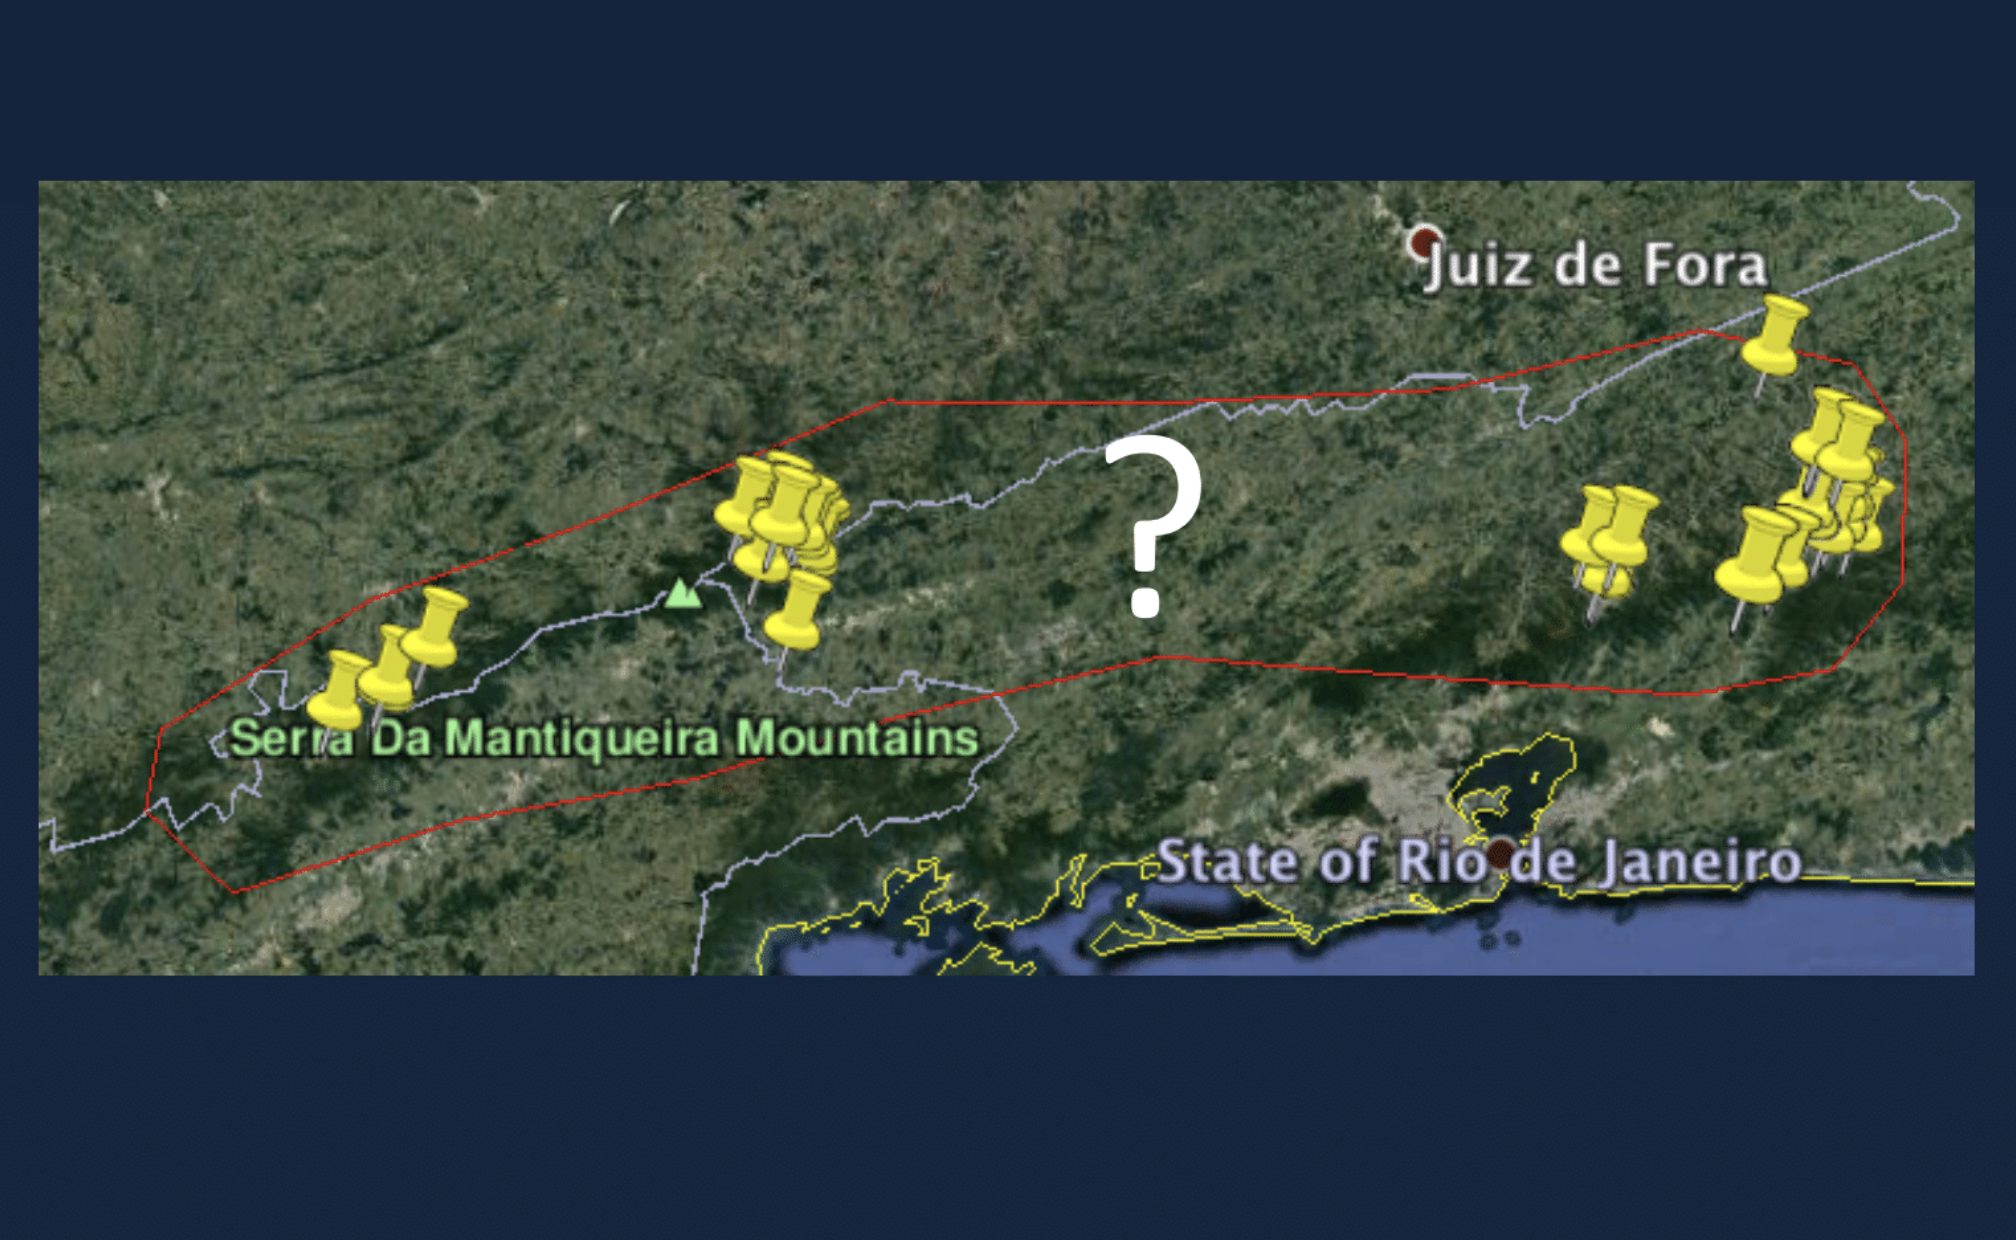 Juiz de Fora
?
Serra Da Mantiqueira Mountains
State of Rio de Janeiro